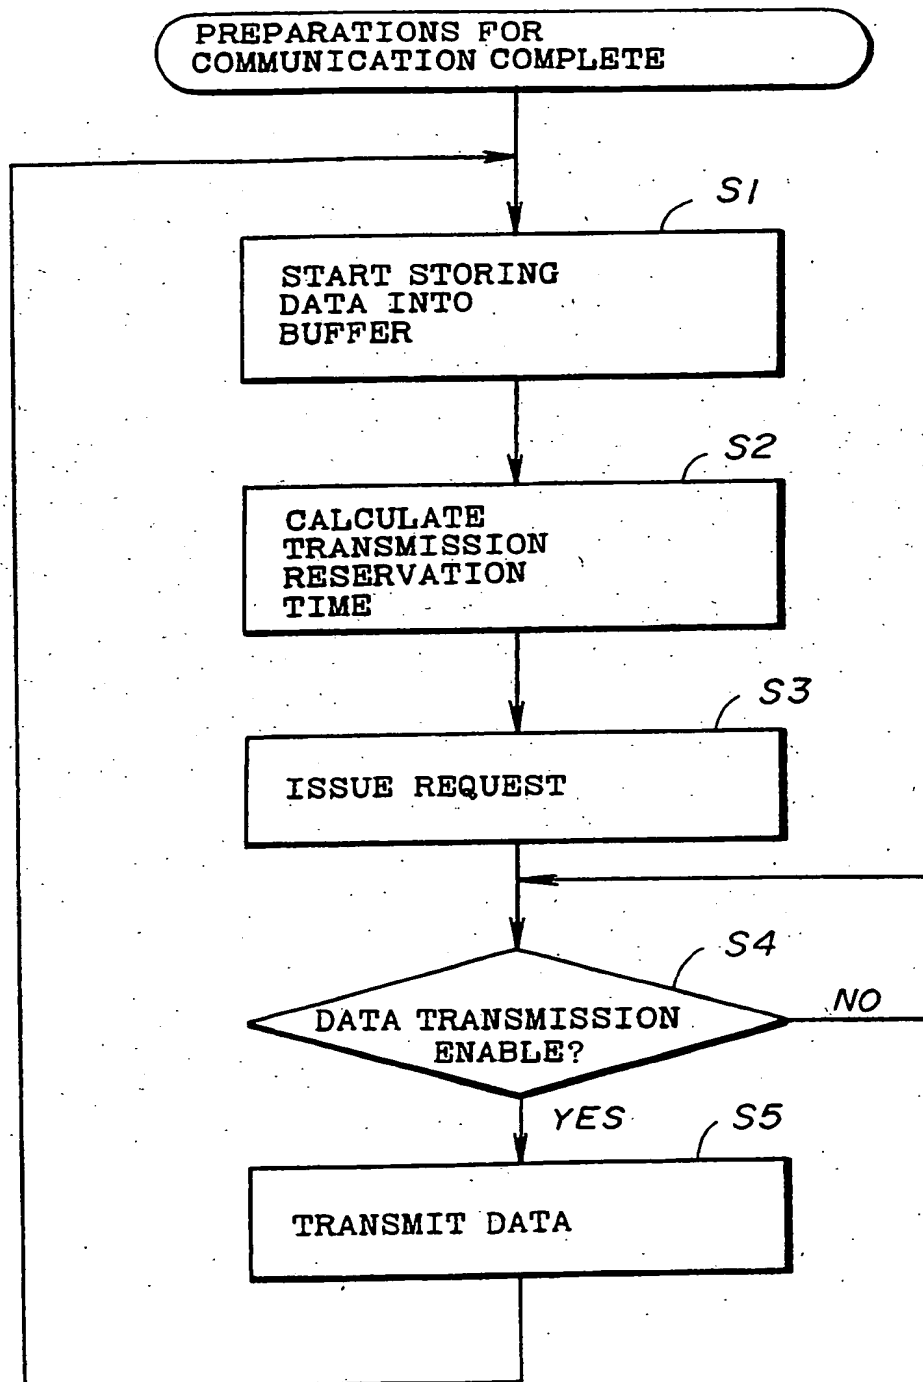 PREPARATIONS FOR
COMMUNICATION COMPLETE
S1
START STORING
DATA INTO
BUFFER
S2
CALCULATE
TRANSMISSION
RESERVATION
TIME
S3
ISSUE REQUEST
S4
DATA TRANSMISSION
ENABLE?
NO
YES
S5
TRANSMIT DATA